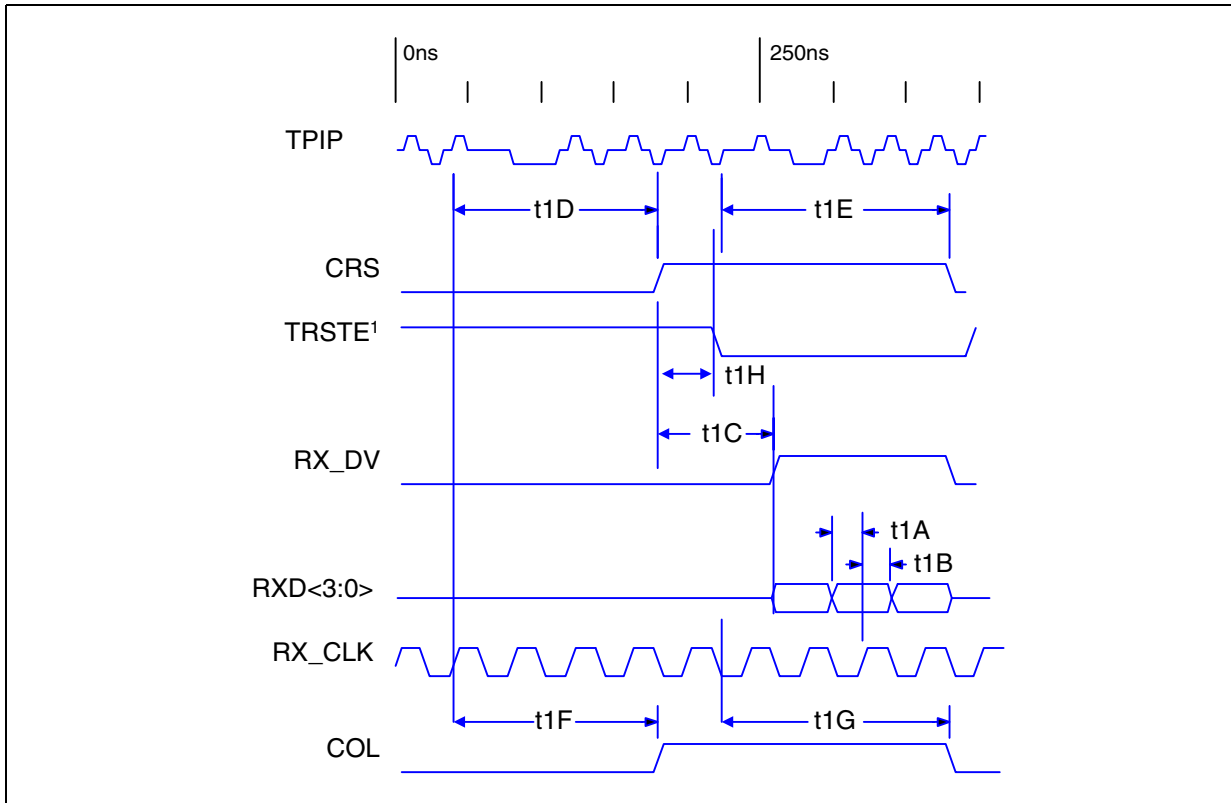 0ns
250ns
TPIP
t1D
t1E
CRS
TRSTE¹
t1H
t1C
RX_DV
t1A
t1B
RXD<3:0>
RX_CLK
t1F
t1G
COL